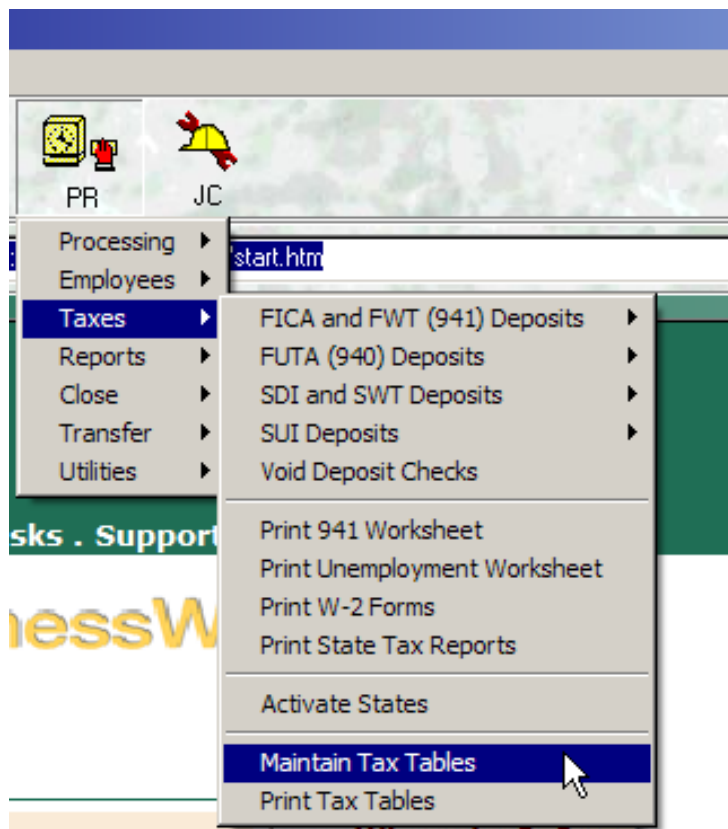 PR JC
start.htm
Processing
Employees
Taxes
Reports
Close
Transfer
Utilities
FICA and FWT (941) Deposits
FUTA (940) Deposits
SDI and SWT Deposits
SUI Deposits
Void Deposit Checks
Print 941 Worksheet
Print Unemployment Worksheet
Print W-2 Forms
Print State Tax Reports
Activate States
Maintain Tax Tables
Print Tax Tables
sks . Support
nessW